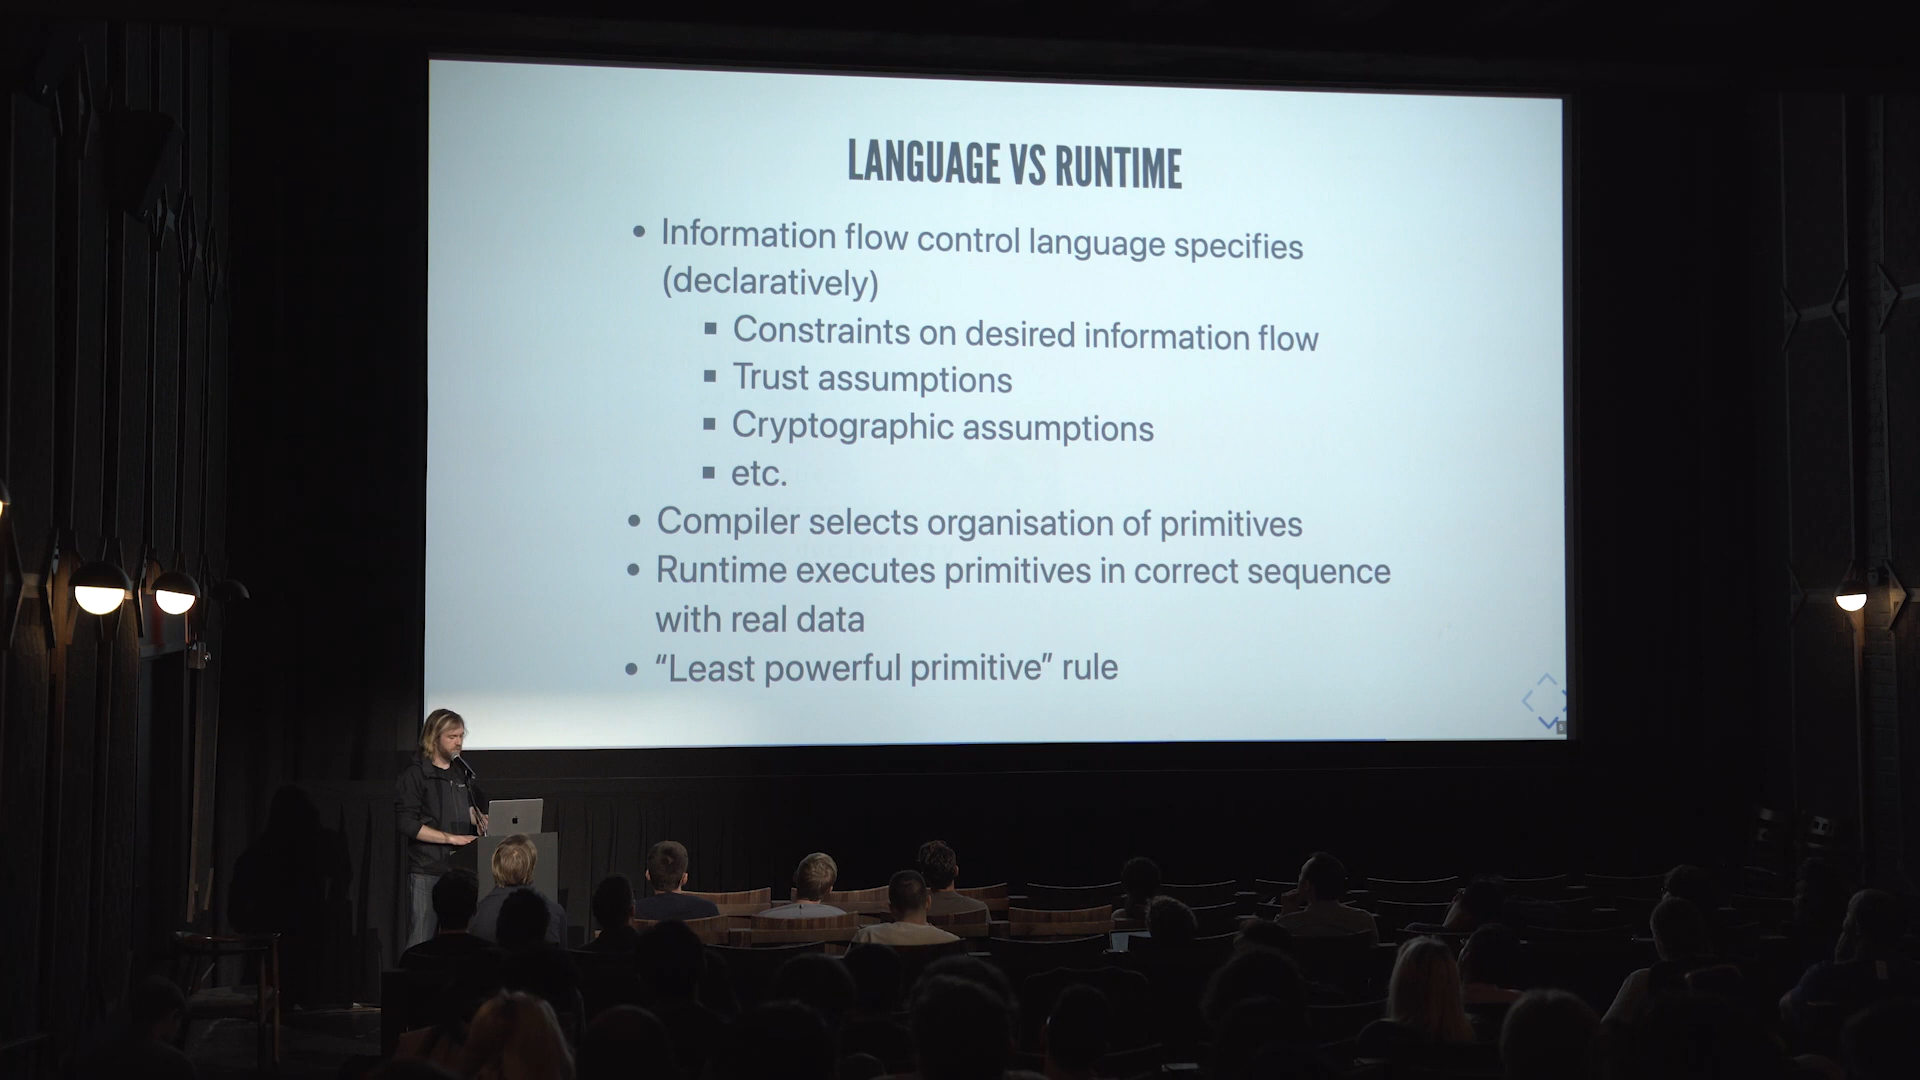 LANGUAGE VS RUNTIME
• Information flow control language specifies
(declaratively)
▪ Constraints on desired information flow
▪ Trust assumptions
▪ Cryptographic assumptions
▪ etc.
• Compiler selects organisation of primitives
• Runtime executes primitives in correct sequence
with real data
• “Least powerful primitive” rule